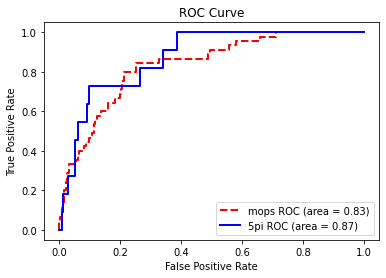 ROC Curve
True Positive Rate
1.0
0.8
0.6
0.4
0.2
0.0
mops ROC (area = 0.83)
5pi ROC (area = 0.87)
0.0 0.2 0.4 0.6 0.8 1.0
False Positive Rate